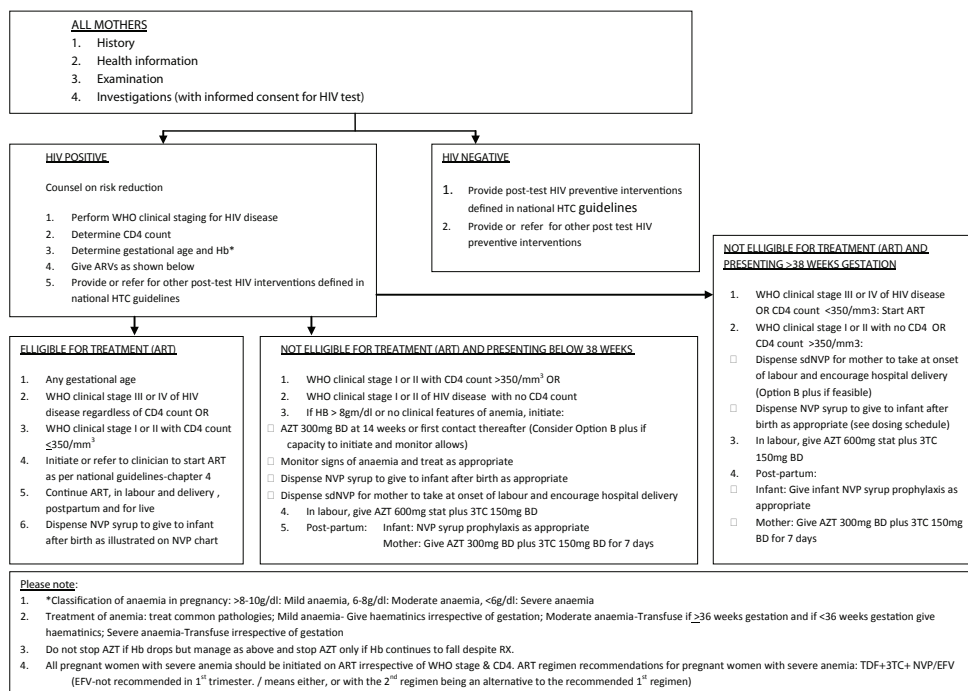 ALL MOTHERS
1. History
2. Health information
3. Examination
4. Investigations (with informed consent for HIV test)
HIV POSITIVE
Counsel on risk reduction
1. Perform WHO clinical staging for HIV disease
2. Determine CD4 count
3. Determine gestational age and Hb*
4. Give ARVs as shown below
5. Provide or refer for other post-test HIV interventions defined in
national HTC guidelines
HIV NEGATIVE
1. Provide post-test HIV preventive interventions
defined in national HTC guidelines
2. Provide or refer for other post test HIV
preventive interventions
NOT ELLIGIBLE FOR TREATMENT (ART) AND
PRESENTING >38 WEEKS GESTATION
1. WHO clinical stage III or IV of HIV disease
OR CD4 count <350/mm3: Start ART
2. WHO clinical stage I or II with no CD4 OR
CD4 count >350/mm3:
□ Dispense sdNVP for mother to take at onset
of labour and encourage hospital delivery
(Option B plus if feasible)
□ Dispense NVP syrup to give to infant after
birth as appropriate (see dosing schedule)
3. In labour, give AZT 600mg stat plus 3TC
150mg BD
4. Post-partum:
□ Infant: Give infant NVP syrup prophylaxis as
appropriate
□ Mother: Give AZT 300mg BD plus 3TC 150mg
BD for 7 days
ELLIGIBLE FOR TREATMENT (ART)
1. Any gestational age
2. WHO clinical stage III or IV of HIV
disease regardless of CD4 count OR
3. WHO clinical stage I or II with CD4 count
≤350/mm³
4. Initiate or refer to clinician to start ART
as per national guidelines-chapter 4
5. Continue ART, in labour and delivery ,
postpartum and for live
6. Dispense NVP syrup to give to infant
after birth as illustrated on NVP chart
NOT ELLIGIBLE FOR TREATMENT (ART) AND PRESENTING BELOW 38 WEEKS
1. WHO clinical stage I or II with CD4 count >350/mm³ OR
2. WHO clinical stage I or II of HIV disease with no CD4 count
3. If HB > 8gm/dl or no clinical features of anemia, initiate:
□ AZT 300mg BD at 14 weeks or first contact thereafter (Consider Option B plus if
capacity to initiate and monitor allows)
□ Monitor signs of anaemia and treat as appropriate
□ Dispense NVP syrup to give to infant after birth as appropriate
□ Dispense sdNVP for mother to take at onset of labour and encourage hospital delivery
4. In labour, give AZT 600mg stat plus 3TC 150mg BD
5. Post-partum: Infant: NVP syrup prophylaxis as appropriate
Mother: Give AZT 300mg BD plus 3TC 150mg BD for 7 days
Please note:
1. *Classification of anaemia in pregnancy: >8-10g/dl: Mild anaemia, 6-8g/dl: Moderate anaemia, <6g/dl: Severe anaemia
2. Treatment of anemia: treat common pathologies; Mild anaemia- Give haematinics irrespective of gestation; Moderate anaemia-Transfuse if ≥36 weeks gestation and if <36 weeks gestation give
haematinics; Severe anaemia-Transfuse irrespective of gestation
3. Do not stop AZT if Hb drops but manage as above and stop AZT only if Hb continues to fall despite RX.
4. All pregnant women with severe anemia should be initiated on ART irrespective of WHO stage & CD4. ART regimen recommendations for pregnant women with severe anemia: TDF+3TC+ NVP/EFV
(EFV-not recommended in 1st trimester. / means either, or with the 2nd regimen being an alternative to the recommended 1st regimen)